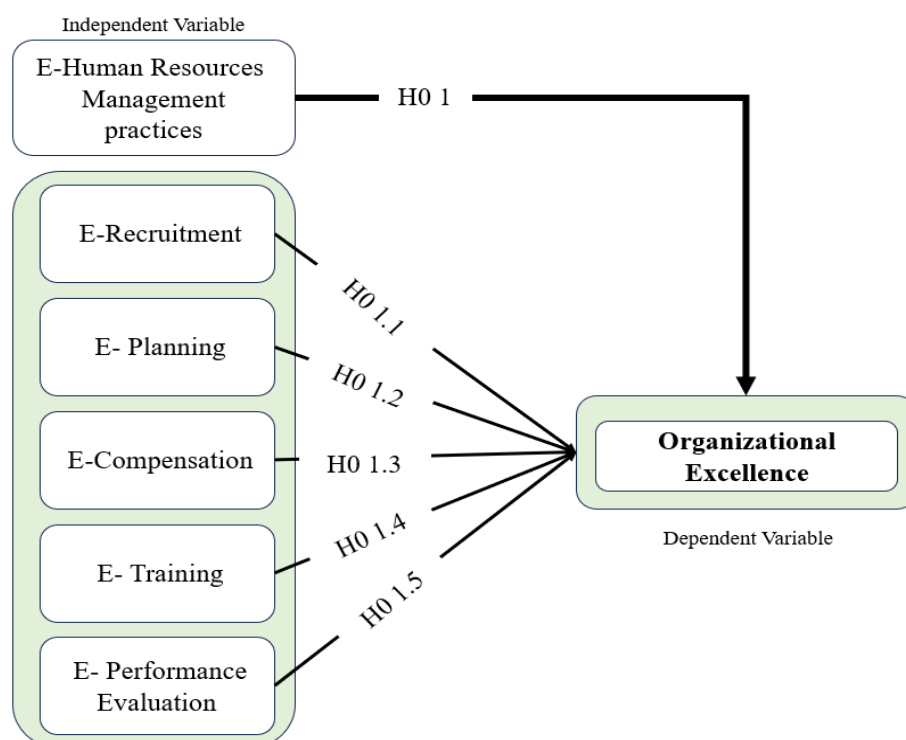 Independent Variable
E-Human Resources
Management
practices
H0 1
E-Recruitment
H0 1.1
E- Planning
H0 1.2
E-Compensation
H0 1.3
E- Training
H0 1.4
E- Performance
Evaluation
H0 1.5
Organizational
Excellence
Dependent Variable